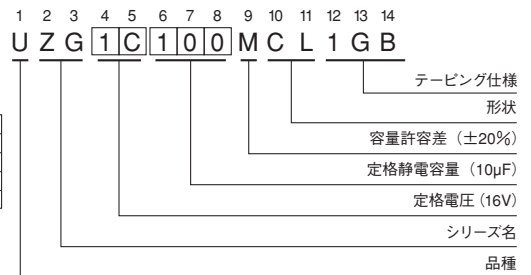 1 2 3 4 5 6 7 8 9 10 11 12 13 14
U Z G 1 C 1 0 0 M C L 1 G B
テーピング仕様
形状
容量許容差（±20%）
定格静電容量（10μF）
定格電圧（16V）
シリーズ名
品種